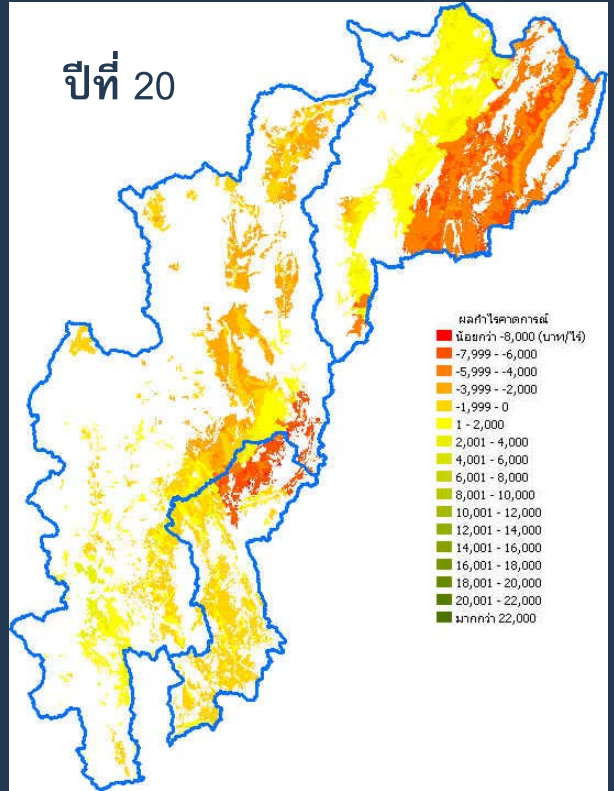 ปีที่ 20
ผลกำไรคาดการณ์
น้อยกว่า -8,000 (บาท/ไร่)
-7,999 - -6,000
-5,999 - -4,000
-3,999 - -2,000
-1,999 - 0
1 - 2,000
2,001 - 4,000
4,001 - 6,000
6,001 - 8,000
8,001 - 10,000
10,001 - 12,000
12,001 - 14,000
14,001 - 16,000
16,001 - 18,000
18,001 - 20,000
20,001 - 22,000
มากกว่า 22,000